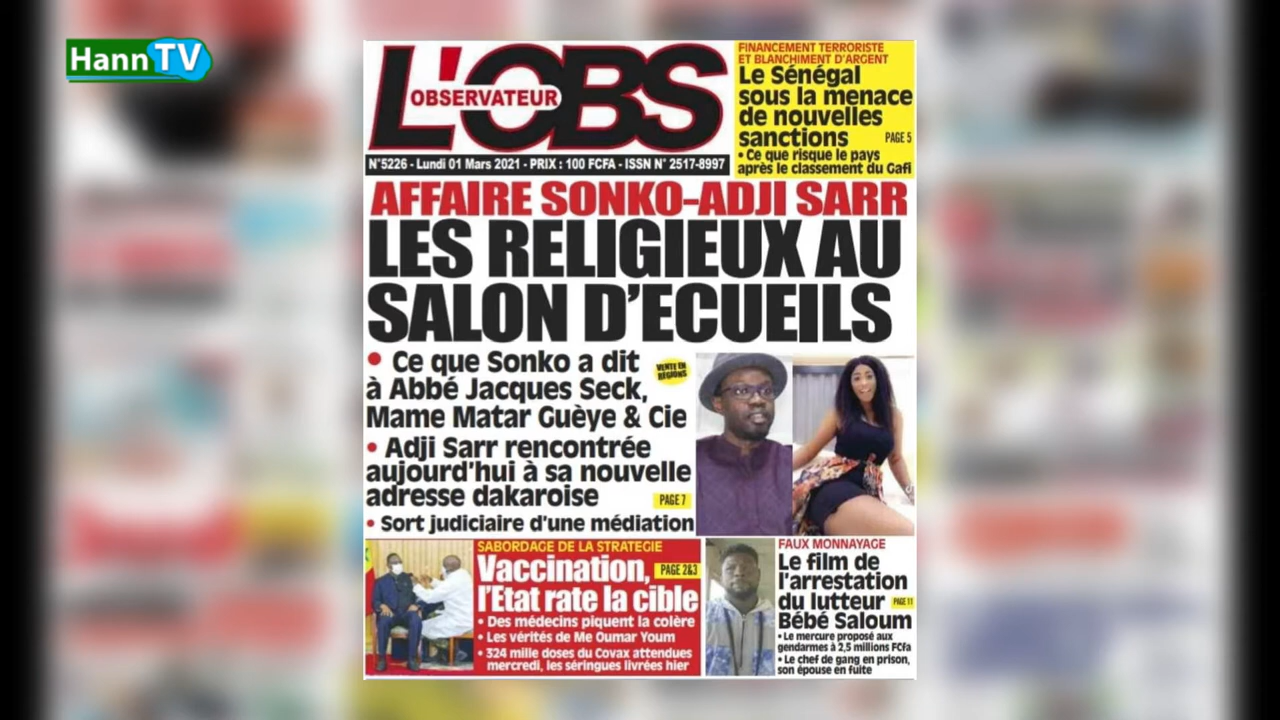 HannTV
L'OBS
L'OBSERVATEUR
N°5226 - Lundi 01 Mars 2021 - PRIX : 100 FCFA - ISSN N° 2517-8997
FINANCEMENT TERRORISTE
ET BLANCHIMENT D'ARGENT
Le Sénégal
sous la menace
de nouvelles
sanctions PAGE 5
• Ce que risque le pays
après le classement du Gafi
AFFAIRE SONKO-ADJI SARR
LES RELIGIEUX AU
SALON D'ECUEILS
• Ce que Sonko a dit
à Abbé Jacques Seck,
Mame Matar Guèye & Cie
VENTE EN
RÉGIONS
• Adji Sarr rencontrée
aujourd'hui à sa nouvelle
adresse dakaroise
PAGE 7
• Sort judiciaire d'une médiation
SABORDAGE DE LA STRATEGIE
Vaccination, PAGE 2&3
l'Etat rate la cible
• Des médecins piquent la colère
• Les vérités de Me Oumar Youm
• 324 mille doses du Covax attendues
mercredi, les séringues livrées hier
FAUX MONNAYAGE
Le film de
l'arrestation
du lutteur PAGE 11
Bébé Saloum
• Le mercure proposé aux
gendarmes à 2,5 millions FCfa
• Le chef de gang en prison,
son épouse en fuite